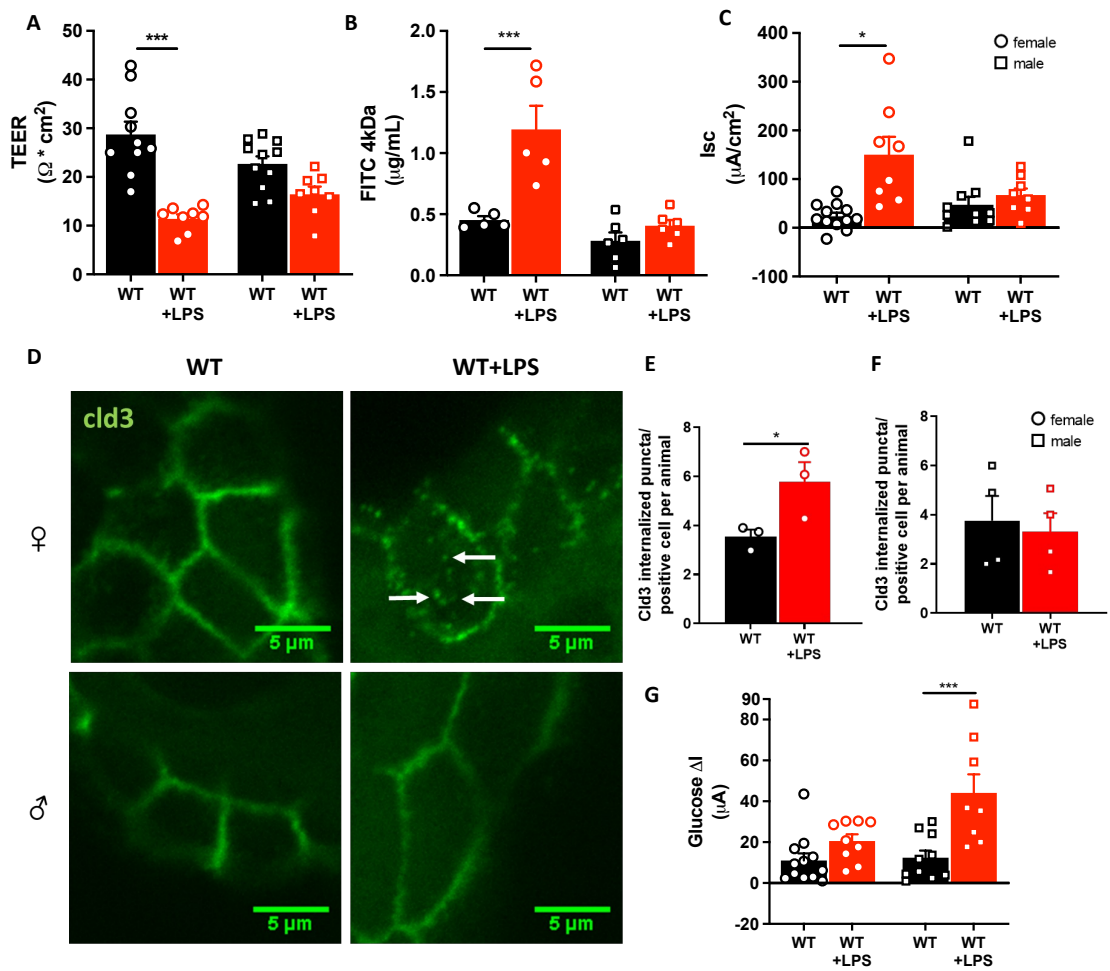 A
TEER
(Ω * cm2)
50
40
30
20
10
0
***
WT
WT
+LPS
WT
WT
+LPS
B
FITC 4kDa
(μg/mL)
2.0
1.5
1.0
0.5
0.0
***
WT
WT
+LPS
WT
WT
+LPS
C
Isc
(μA/cm2)
400
300
200
100
0
-100
*
female
male
WT
WT
+LPS
WT
WT
+LPS
D
WT
WT+LPS
cld3
♀
5 μm
5 μm
♂
5 μm
5 μm
E
Cld3 internalized puncta/
positive cell per animal
8
6
4
2
0
*
WT
WT
+LPS
F
Cld3 internalized puncta/
positive cell per animal
8
6
4
2
0
female
male
WT
WT
+LPS
G
Glucose ΔI
(μA)
90
80
60
40
20
0
-20
***
WT
WT
+LPS
WT
WT
+LPS